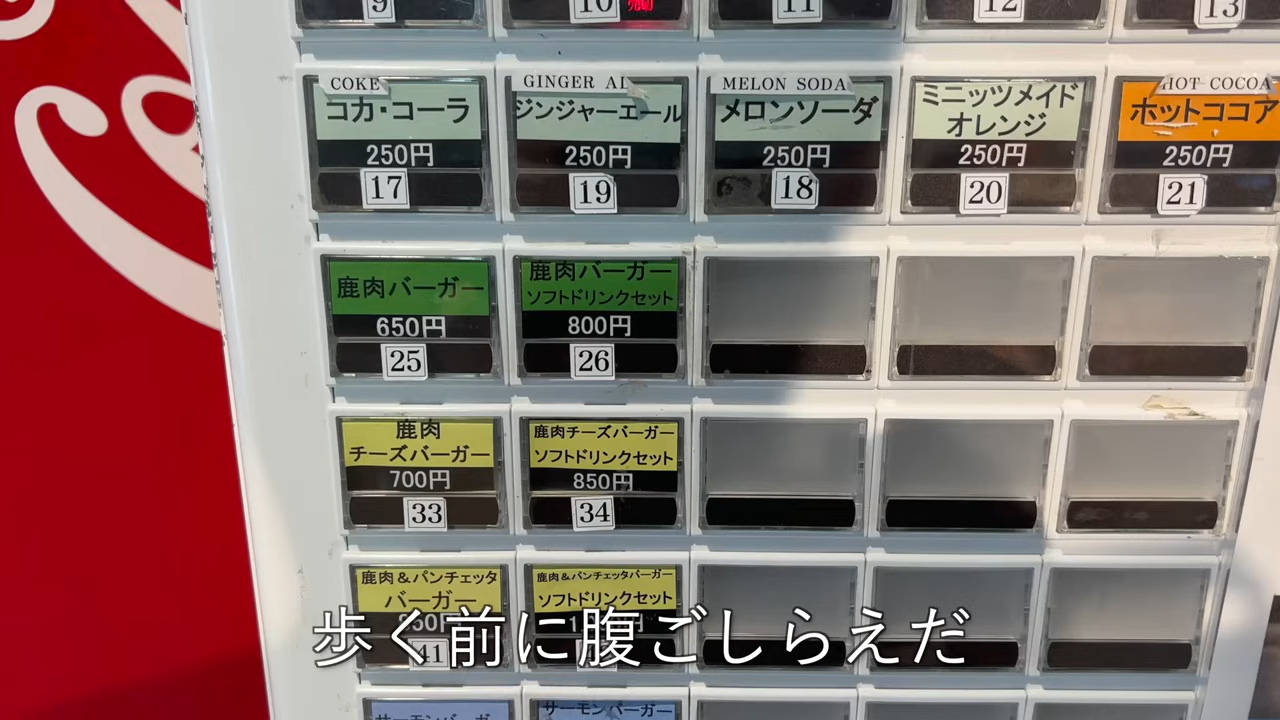 9
10
売切
11
12
13
COKE
コカ・コーラ
250円
17
GINGER AL
ジンジャーエール
250円
19
MELON SODA
メロンソーダ
250円
18
ミニッツメイド
オレンジ
250円
20
HOT COCOA
ホットココア
250円
21
鹿肉バーガー
650円
25
鹿肉バーガー
ソフトドリンクセット
800円
26
鹿肉
チーズバーガー
700円
33
鹿肉チーズバーガー
ソフトドリンクセット
850円
34
鹿肉&パンチェッタ
バーガー
41
鹿肉&パンチェッタバーガー
ソフトドリンクセット
歩く前に腹ごしらえだ
サーモンバーガ
サーモンバーガー